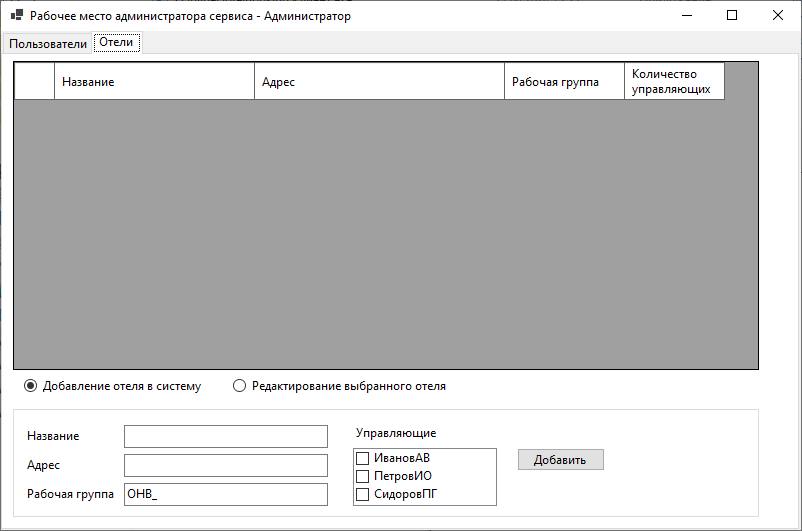 Рабочее место администратора сервиса - Администратор
Пользователи Отели
Название Адрес Рабочая группа Количество управляющих
Добавление отеля в систему Редактирование выбранного отеля
Название
Адрес
Рабочая группа ОНВ_
Управляющие
ИвановАВ
ПетровИО
СидоровПГ
Добавить